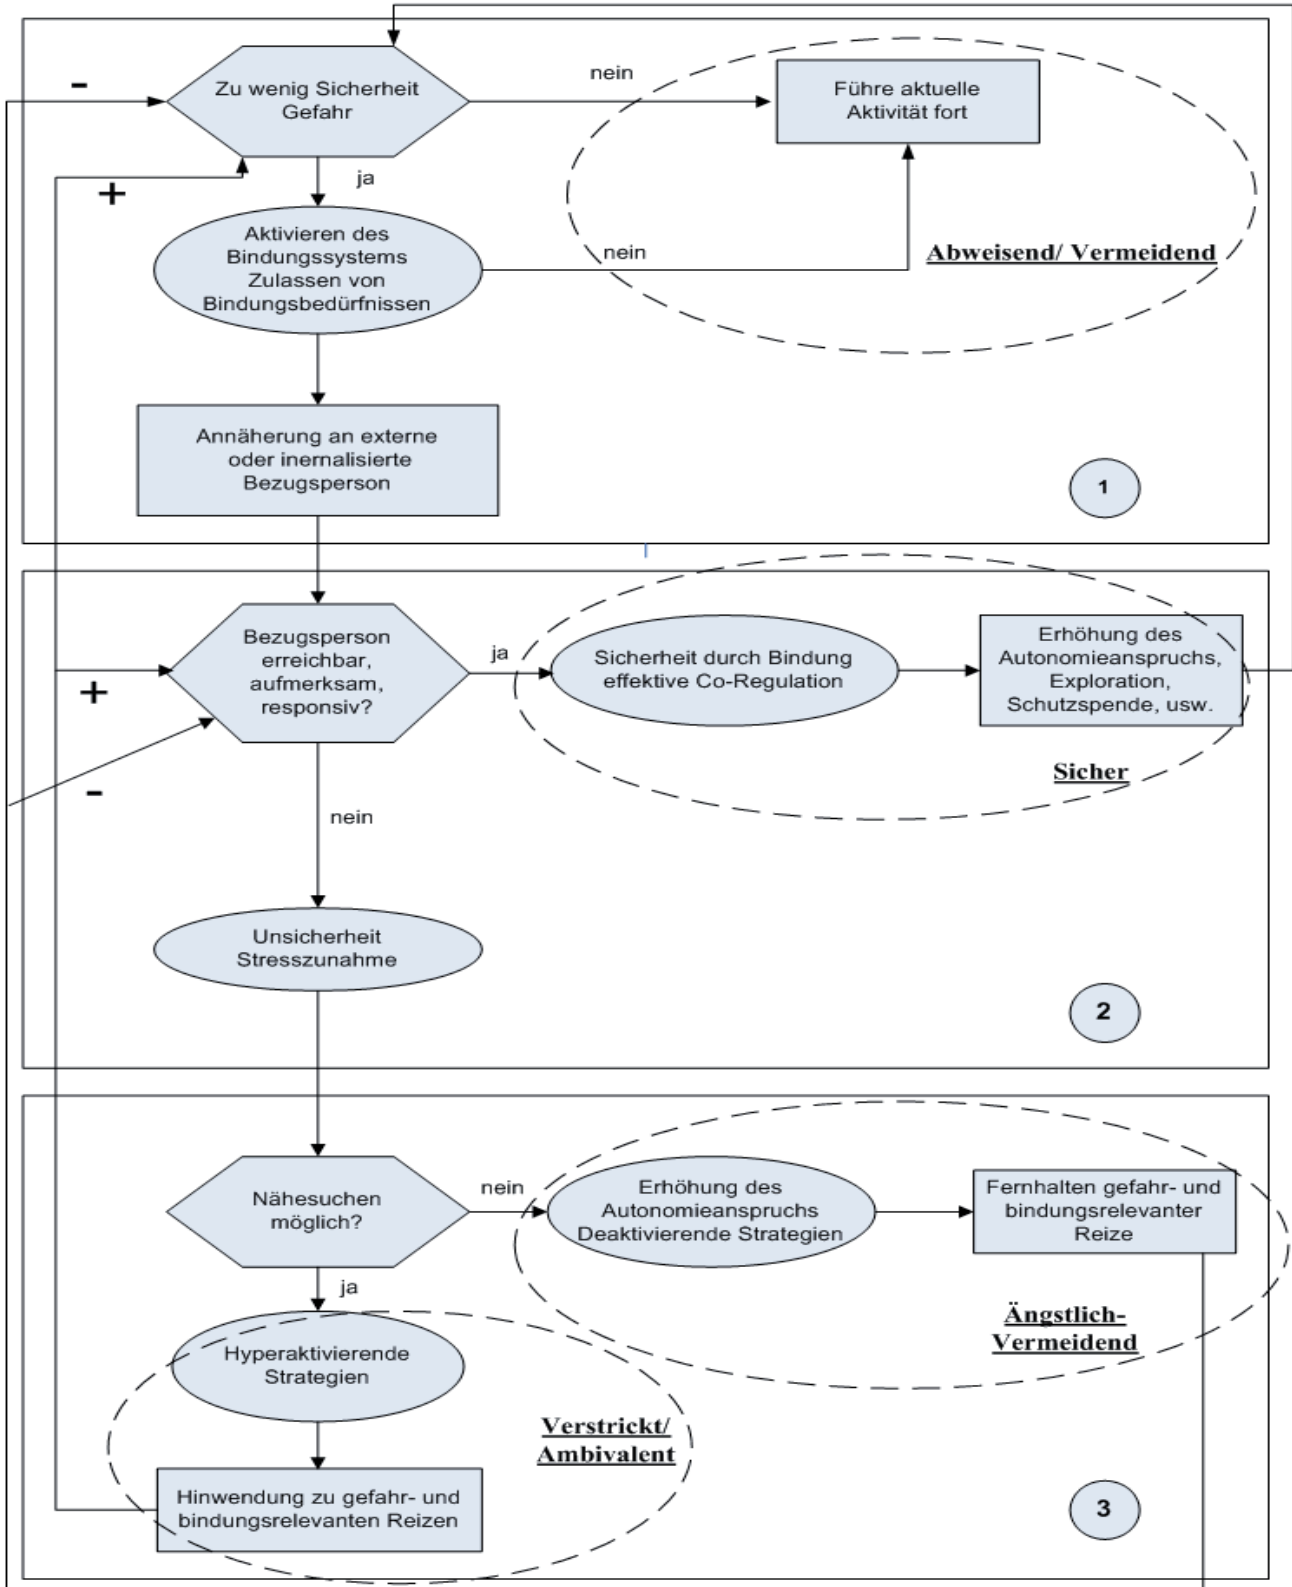 -
Zu wenig Sicherheit
Gefahr
nein
Führe aktuelle
Aktivität fort
+
ja
Aktivieren des
Bindungssystems
Zulassen von
Bindungsbedürfnissen
nein
Abweisend/ Vermeidend
Annäherung an externe
oder inernalisierte
Bezugsperson
1
Bezugsperson
erreichbar,
aufmerksam,
responsiv?
ja
Sicherheit durch Bindung
effektive Co-Regulation
Erhöhung des
Autonomieanspruchs,
Exploration,
Schutzspende, usw.
+
-
Sicher
nein
Unsicherheit
Stresszunahme
2
Nähesuchen
möglich?
nein
Erhöhung des
Autonomieanspruchs
Deaktivierende Strategien
Fernhalten gefahr- und
bindungsrelevanter
Reize
ja
Ängstlich-
Vermeidend
Hyperaktivierende
Strategien
Verstrickt/
Ambivalent
Hinwendung zu gefahr- und
bindungsrelevanten Reizen
3